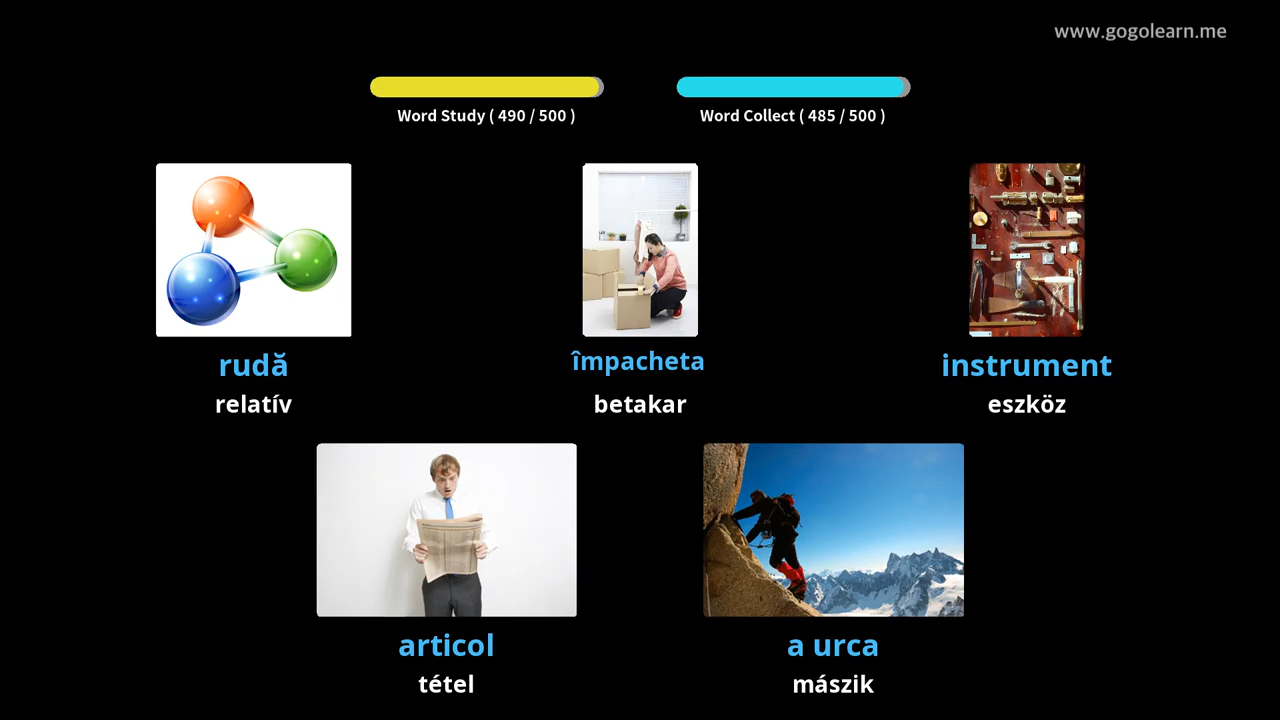 www.gogolearn.me
Word Study ( 490 / 500 )
Word Collect ( 485 / 500 )
rudă
împacheta
instrument
relatív
betakar
eszköz
articol
a urca
tétel
mászik